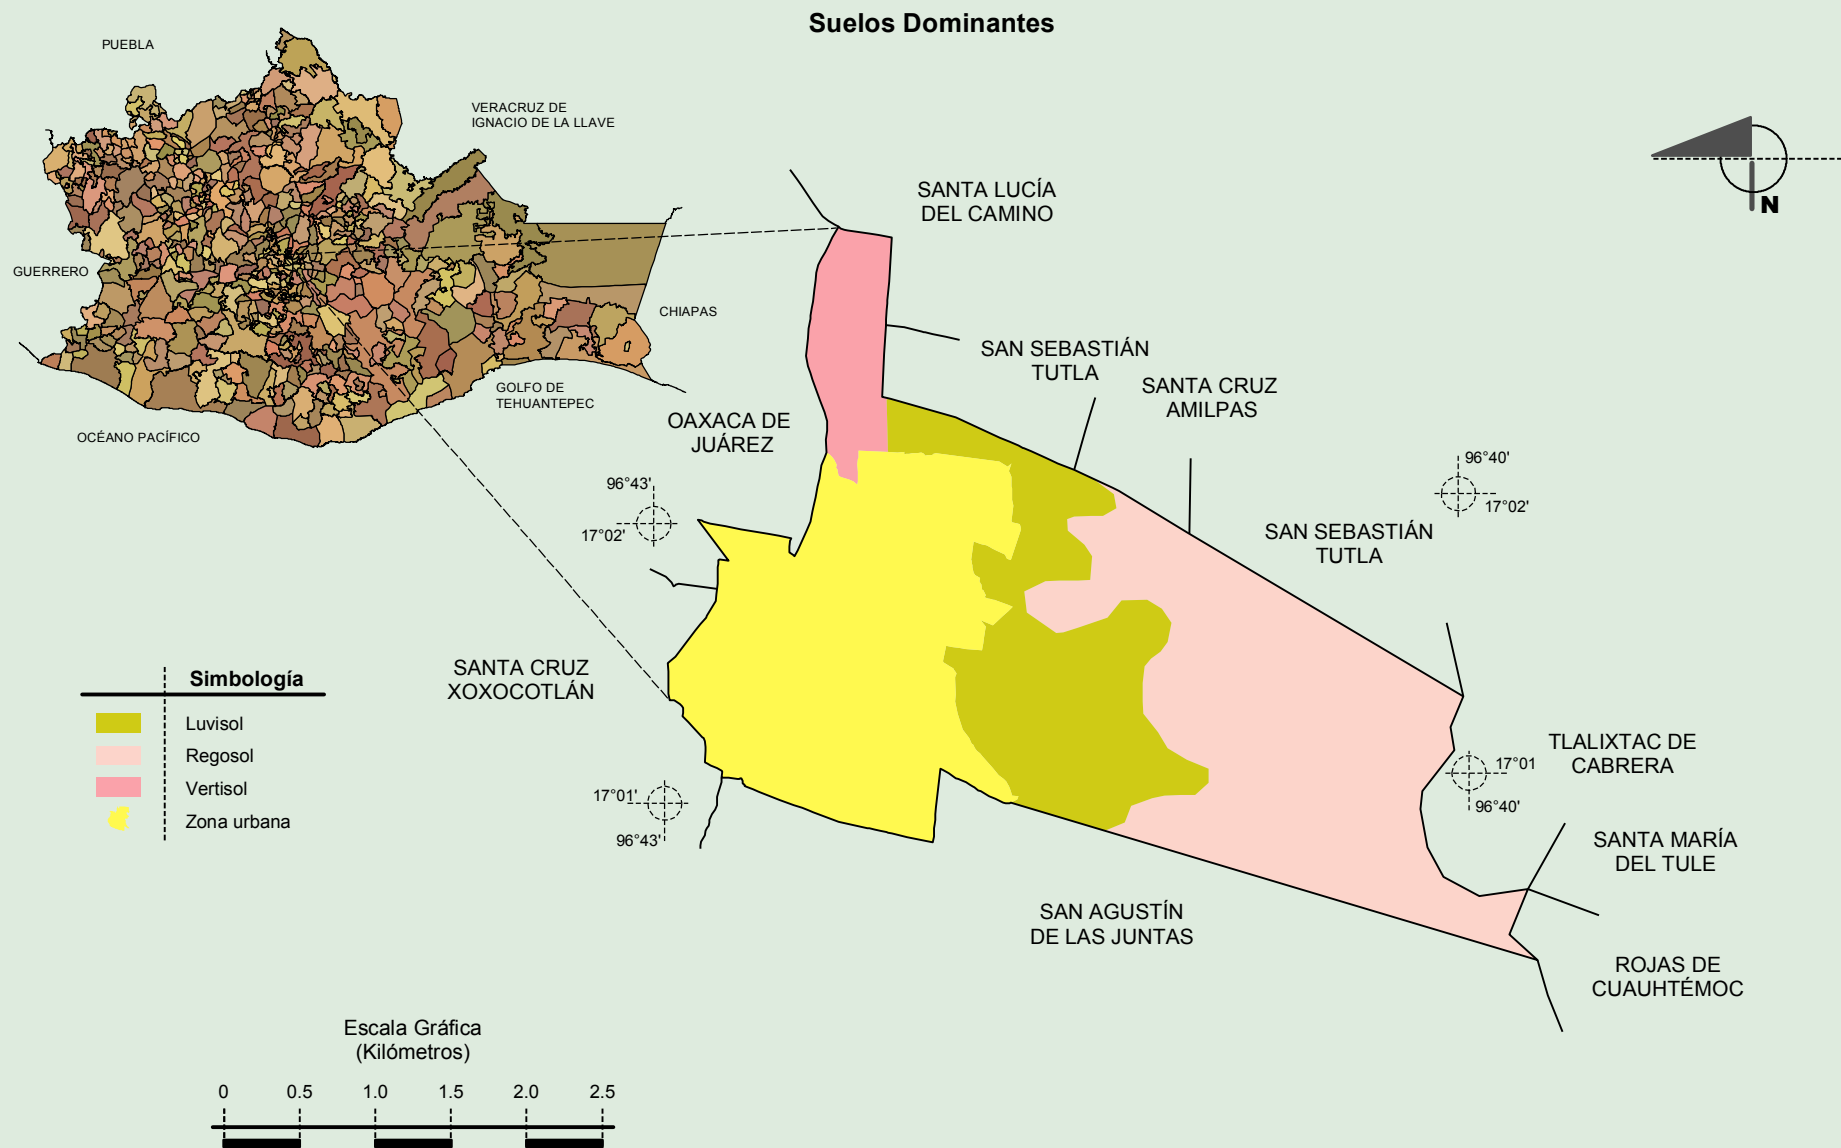 Suelos Dominantes
PUEBLA
VERACRUZ DE
IGNACIO DE LA LLAVE
GUERRERO
CHIAPAS
GOLFO DE
TEHUANTEPEC
OCÉANO PACÍFICO
N
SANTA LUCÍA
DEL CAMINO
SAN SEBASTIÁN
TUTLA
SANTA CRUZ
AMILPAS
OAXACA DE
JUÁREZ
96°43'
17°02'
96°40'
17°02'
SAN SEBASTIÁN
TUTLA
SANTA CRUZ
XOXOCOTLÁN
TLALIXTAC DE
CABRERA
17°01
96°40'
17°01'
96°43'
SANTA MARÍA
DEL TULE
SAN AGUSTÍN
DE LAS JUNTAS
ROJAS DE
CUAUHTÉMOC
Simbología
Luvisol
Regosol
Vertisol
Zona urbana
Escala Gráfica
(Kilómetros)
0 0.5 1.0 1.5 2.0 2.5